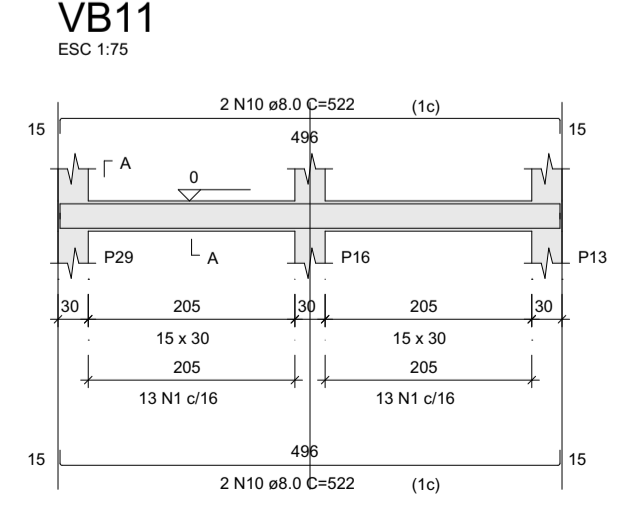 VB11
ESC 1:75
2 N10 ø8.0 C=522 (1c)
15 496 15
A
0
A
P29 P16 P13
30 205 30 205 30
15 x 30 15 x 30
205 205
13 N1 c/16 13 N1 c/16
15 496 15
2 N10 ø8.0 C=522 (1c)